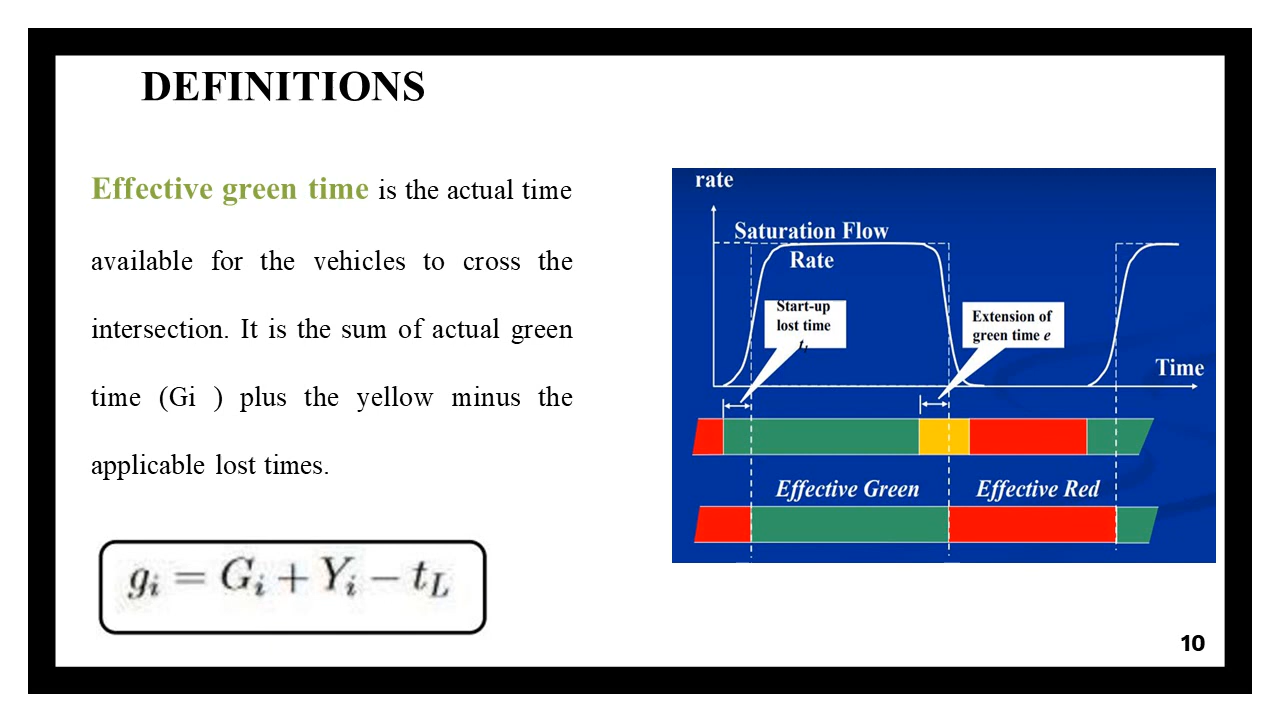 DEFINITIONS
Effective green time is the actual time
available for the vehicles to cross the
intersection. It is the sum of actual green
time (Gi ) plus the yellow minus the
applicable lost times.
gᵢ = Gᵢ + Yᵢ − t_L
rate
Saturation Flow
Rate
Start-up
lost time
Extension of
green time e
Time
Effective Green
Effective Red
10